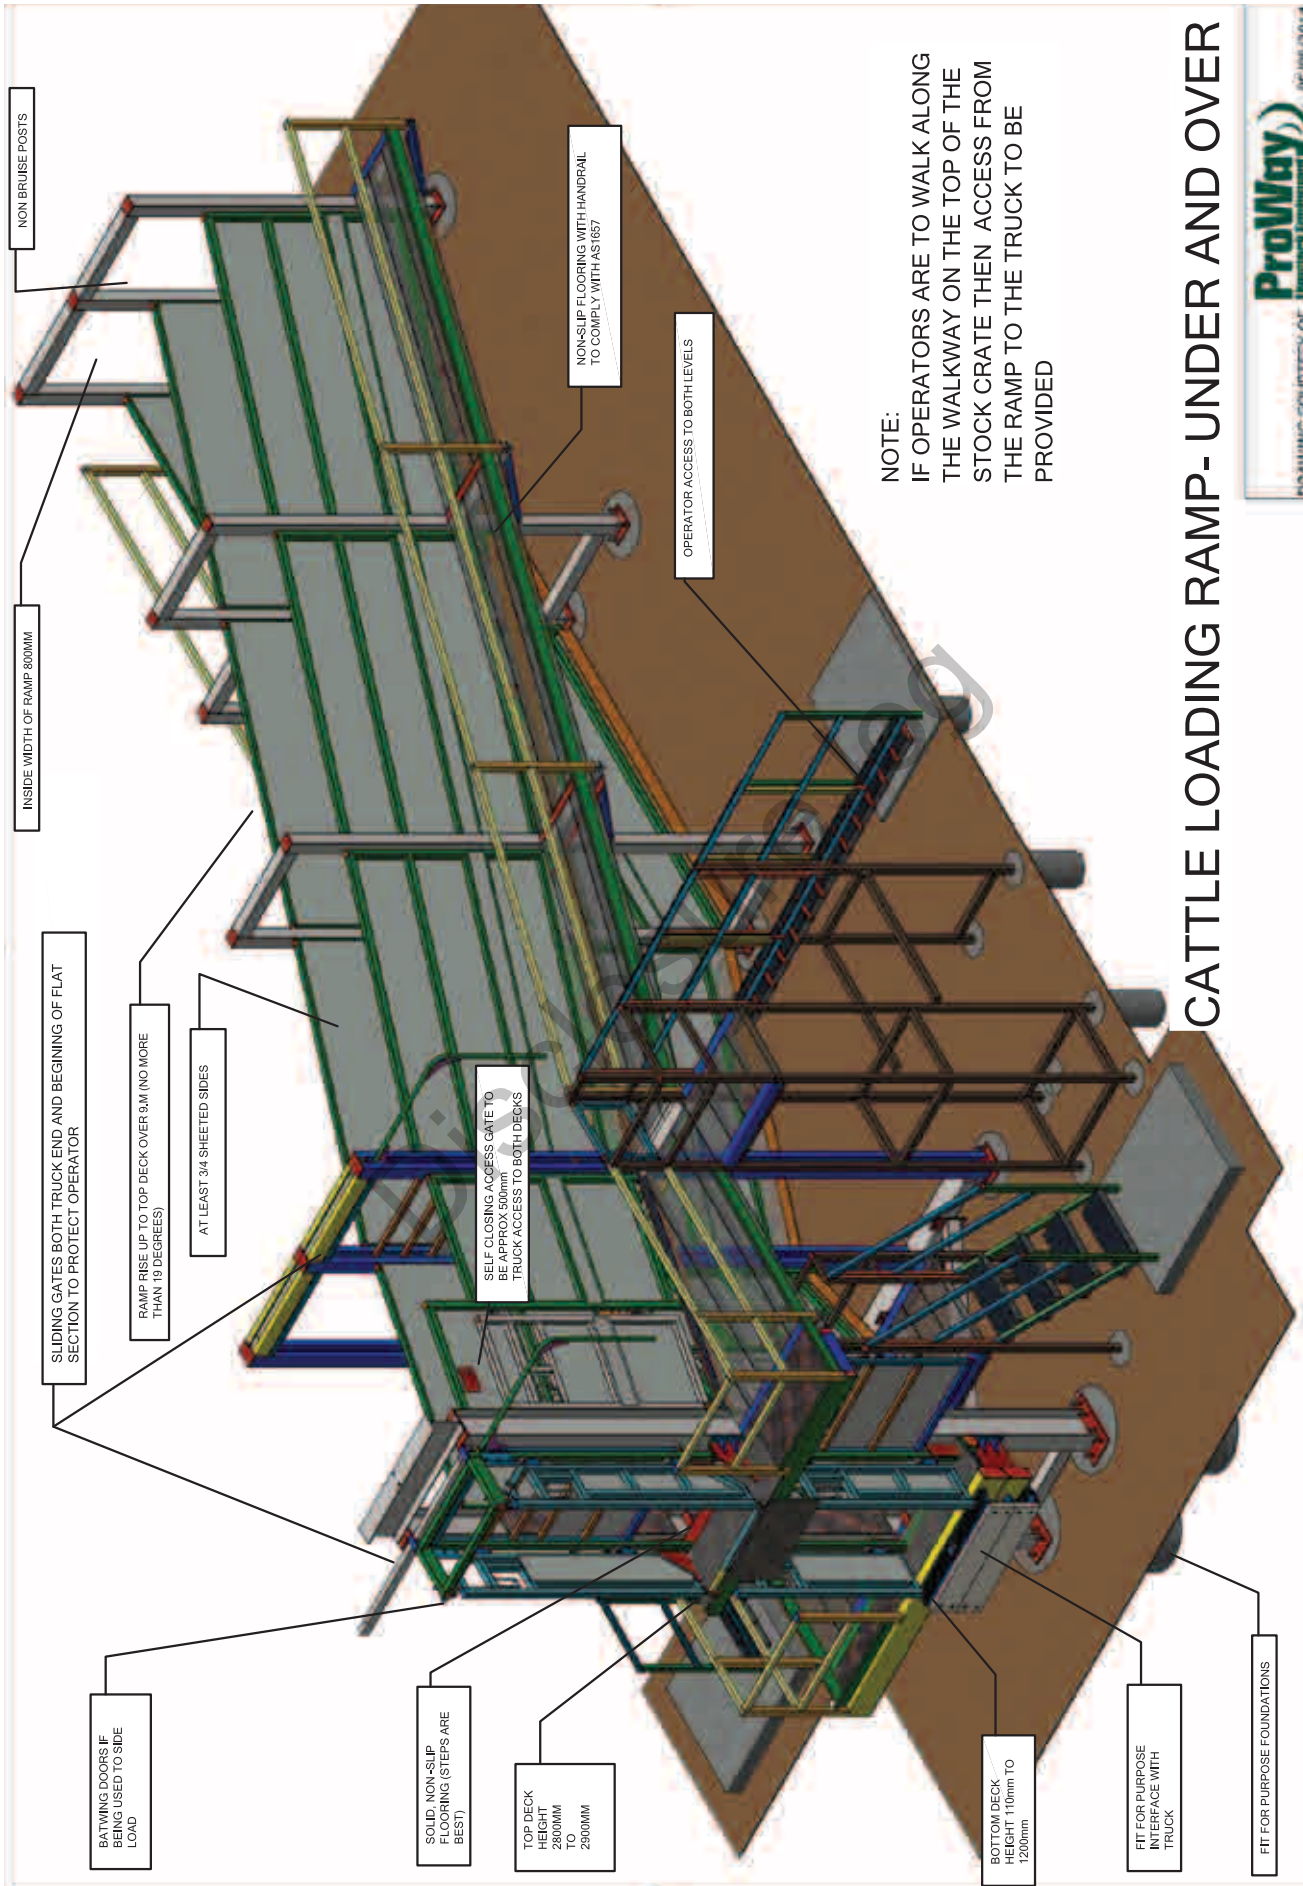 BATWING DOORS IF
BEING USED TO SIDE
LOAD
SLIDING GATES BOTH TRUCK END AND BEGINING OF FLAT
SECTION TO PROTECT OPERATOR
INSIDE WIDTH OF RAMP 800MM
NON BRUISE POSTS
RAMP RISE UP TO TOP DECK OVER 9.M (NO MORE
THAN 19 DEGREES)
AT LEAST 3/4 SHEETED SIDES
SOLID, NON-SLIP
FLOORING (STEPS ARE
BEST)
SELF CLOSING ACCESS GATE TO
BE APPROX 500mm
TRUCK ACCESS TO BOTH DECKS
TOP DECK
HEIGHT
2800MM
TO
2900MM
NON-SLIP FLOORING WITH HANDRAIL
TO COMPLY WITH AS1657
OPERATOR ACCESS TO BOTH LEVELS
NOTE:
IF OPERATORS ARE TO WALK ALONG
THE WALKWAY ON THE TOP OF THE
STOCK CRATE THEN ACCESS FROM
THE RAMP TO THE TRUCK TO BE
PROVIDED
BOTTOM DECK
HEIGHT 110mm TO
1200mm
FIT FOR PURPOSE
INTERFACE WITH
TRUCK
FIT FOR PURPOSE FOUNDATIONS
CATTLE LOADING RAMP- UNDER AND OVER
ProWay
Disclosure Log